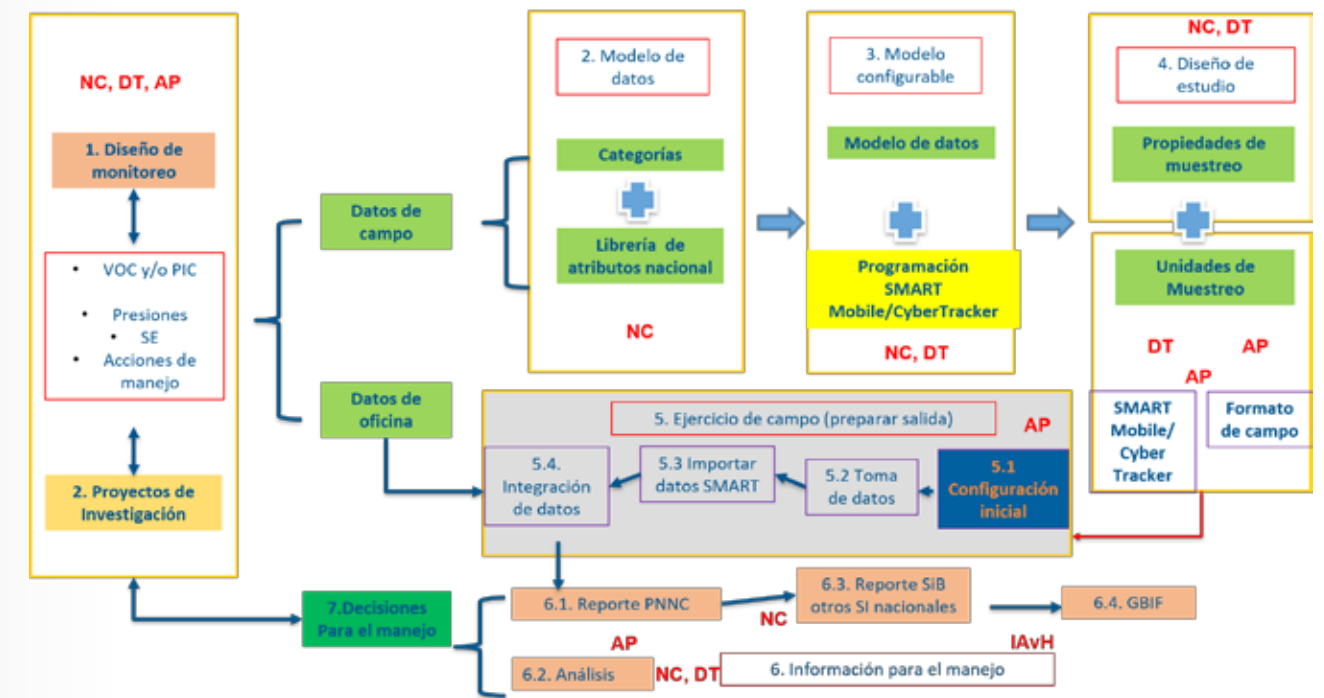 NC, DT, AP
1. Diseño de
monitoreo
• VOC y/o PIC
• Presiones
• SE
• Acciones de
manejo
2. Proyectos de
Investigación
Datos de
campo
Datos de
oficina
2. Modelo de
datos
Categorías
Librería de
atributos nacional
NC
3. Modelo
configurable
Modelo de datos
Programación
SMART
Mobile/CyberTracker
NC, DT
NC, DT
4. Diseño de
estudio
Propiedades de
muestreo
Unidades de
Muestreo
DT AP
AP
SMART
Mobile/
Cyber
Tracker
Formato
de campo
5. Ejercicio de campo (preparar salida)
AP
5.4.
Integración
de datos
5.3 Importar
datos SMART
5.2 Toma
de datos
5.1
Configuración
inicial
7.Decisiones
Para el manejo
6.1. Reporte PNNC
NC
6.3. Reporte SiB
otros SI nacionales
6.4. GBIF
AP
IAvH
6.2. Análisis
NC, DT
6. Información para el manejo